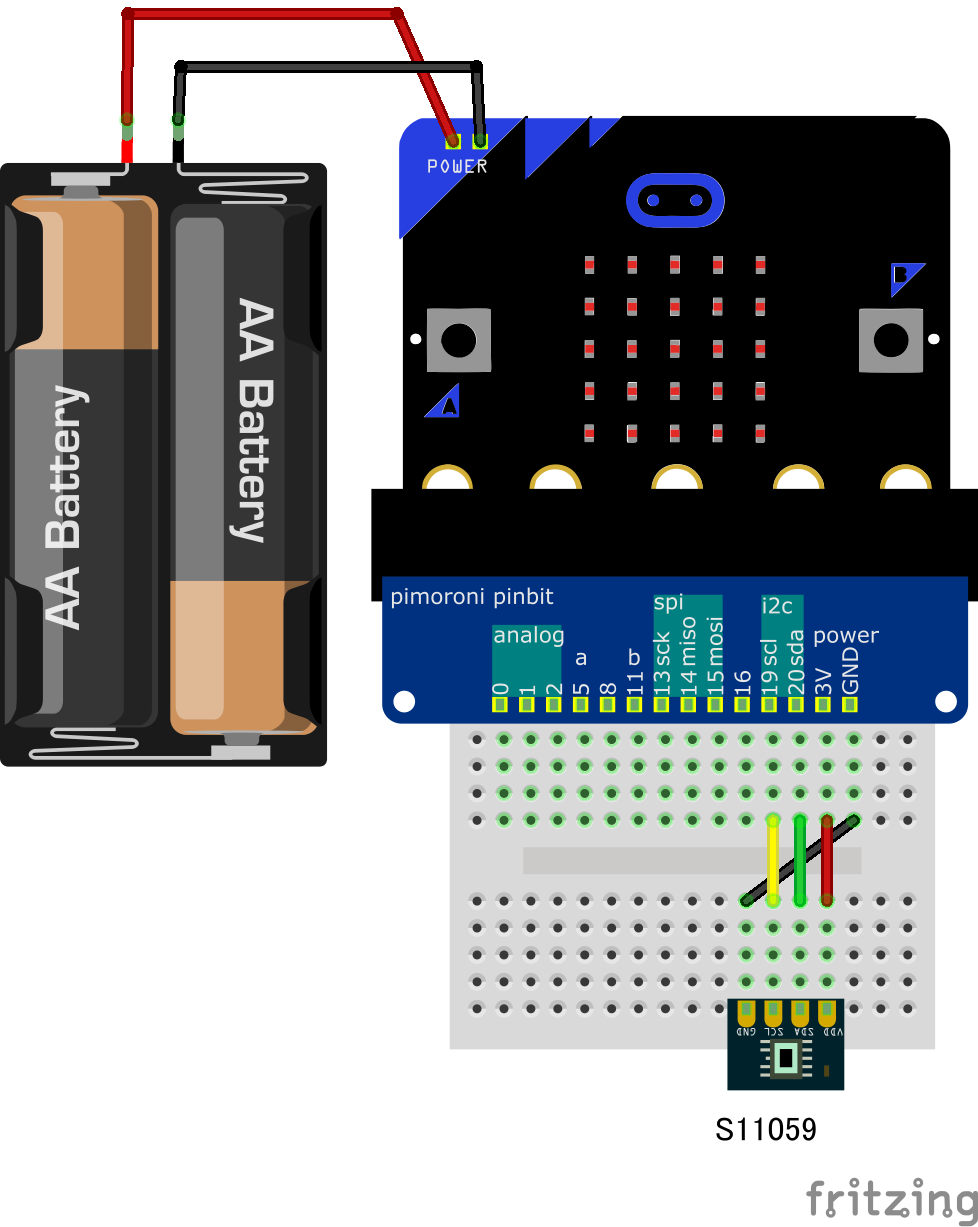 POWER
B
A
AA Battery
AA Battery
pimoroni pinbit
spi
i2c
analog
power
a
b
0
1
2
5
8
11
13 sck
14 miso
15 mosi
16
19 scl
20 sda
3V
GND
GND SCL SDA VDD
S11059
fritzing